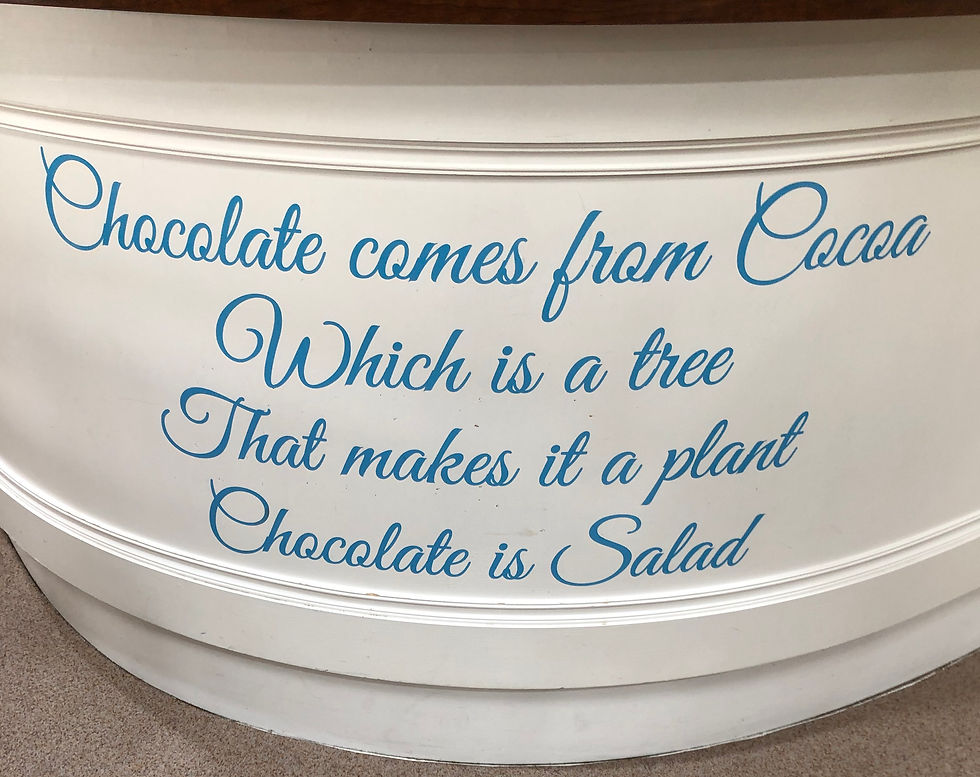 Chocolate comes from Cocoa
Which is a tree
That makes it a plant
Chocolate is Salad